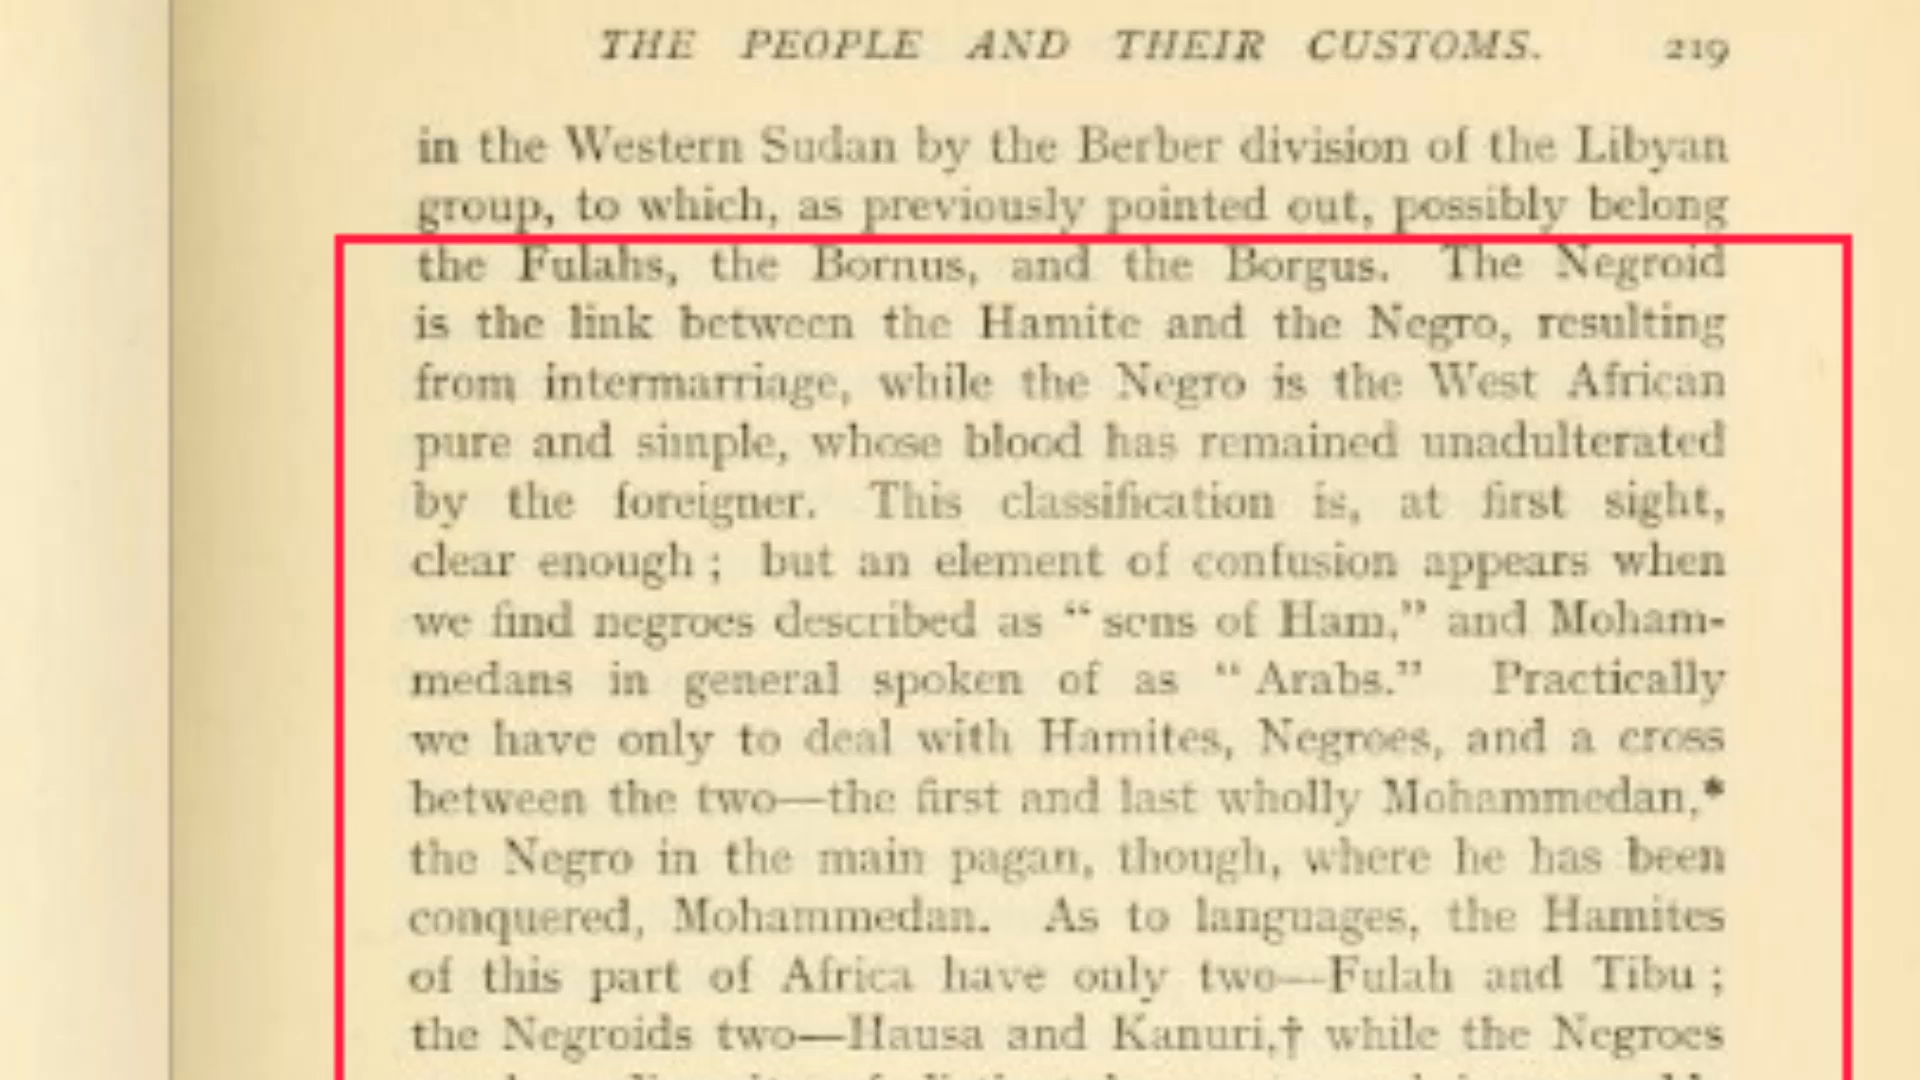 THE PEOPLE AND THEIR CUSTOMS. 219
in the Western Sudan by the Berber division of the Libyan
group, to which, as previously pointed out, possibly belong
the Fulahs, the Bornus, and the Borgus. The Negroid
is the link between the Hamite and the Negro, resulting
from intermarriage, while the Negro is the West African
pure and simple, whose blood has remained unadulterated
by the foreigner. This classification is, at first sight,
clear enough ; but an element of confusion appears when
we find negroes described as “ sons of Ham,” and Moham-
medans in general spoken of as “ Arabs.” Practically
we have only to deal with Hamites, Negroes, and a cross
between the two—the first and last wholly Mohammedan,*
the Negro in the main pagan, though, where he has been
conquered, Mohammedan. As to languages, the Hamites
of this part of Africa have only two—Fulah and Tibu ;
the Negroids two—Hausa and Kanuri,† while the Negroes